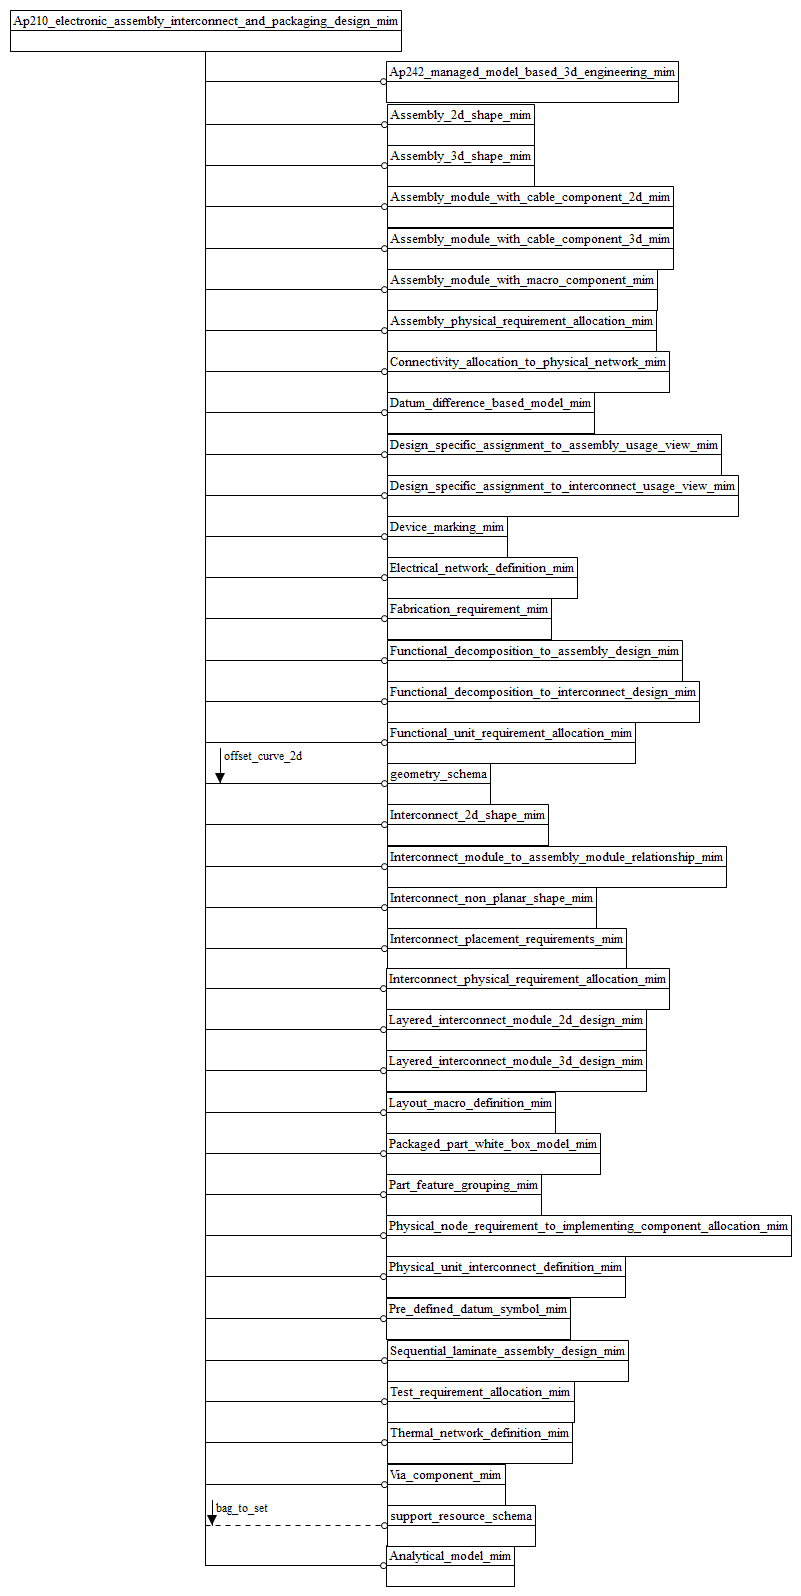 Ap210_electronic_assembly_interconnect_and_packaging_design_mim
Ap242_managed_model_based_3d_engineering_mim
Assembly_2d_shape_mim
Assembly_3d_shape_mim
Assembly_module_with_cable_component_2d_mim
Assembly_module_with_cable_component_3d_mim
Assembly_module_with_macro_component_mim
Assembly_physical_requirement_allocation_mim
Connectivity_allocation_to_physical_network_mim
Datum_difference_based_model_mim
Design_specific_assignment_to_assembly_usage_view_mim
Design_specific_assignment_to_interconnect_usage_view_mim
Device_marking_mim
Electrical_network_definition_mim
Fabrication_requirement_mim
Functional_decomposition_to_assembly_design_mim
Functional_decomposition_to_interconnect_design_mim
Functional_unit_requirement_allocation_mim
offset_curve_2d
geometry_schema
Interconnect_2d_shape_mim
Interconnect_module_to_assembly_module_relationship_mim
Interconnect_non_planar_shape_mim
Interconnect_placement_requirements_mim
Interconnect_physical_requirement_allocation_mim
Layered_interconnect_module_2d_design_mim
Layered_interconnect_module_3d_design_mim
Layout_macro_definition_mim
Packaged_part_white_box_model_mim
Part_feature_grouping_mim
Physical_node_requirement_to_implementing_component_allocation_mim
Physical_unit_interconnect_definition_mim
Pre_defined_datum_symbol_mim
Sequential_laminate_assembly_design_mim
Test_requirement_allocation_mim
Thermal_network_definition_mim
Via_component_mim
bag_to_set
support_resource_schema
Analytical_model_mim